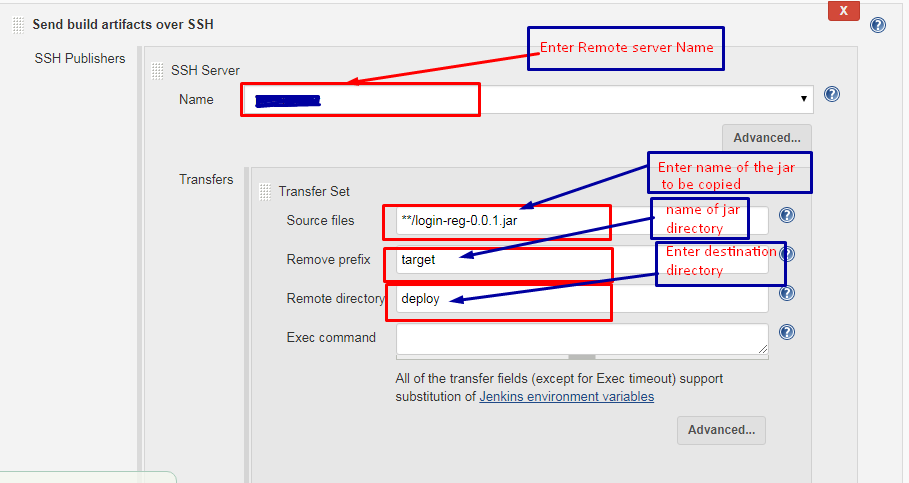 X
Send build artifacts over SSH
?
SSH Publishers
Enter Remote server Name
SSH Server
Name
?
Advanced...
Transfers
Enter name of the jar
to be copied
Transfer Set
Source files
**/login-reg-0.0.1.jar
name of jar
directory
?
Remove prefix
target
Enter destination
directory
?
Remote directory
deploy
?
Exec command
?
All of the transfer fields (except for Exec timeout) support
substitution of Jenkins environment variables
Advanced...